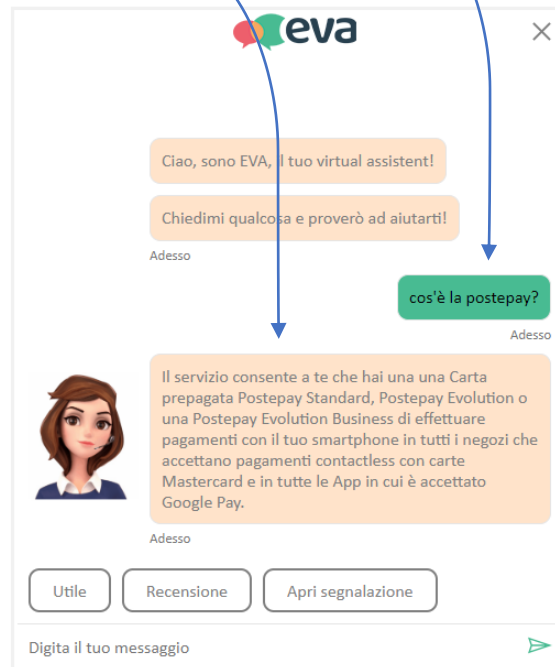 eva
Ciao, sono EVA, il tuo virtual assistent!
Chiedimi qualcosa e proverò ad aiutarti!
Adesso
cos'è la postepay?
Adesso
Il servizio consente a te che hai una una Carta
prepagata Postepay Standard, Postepay Evolution o
una Postepay Evolution Business di effettuare
pagamenti con il tuo smartphone in tutti i negozi che
accettano pagamenti contactless con carte
Mastercard e in tutte le App in cui è accettato
Google Pay.
Adesso
Utile Recensione Apri segnalazione
Digita il tuo messaggio